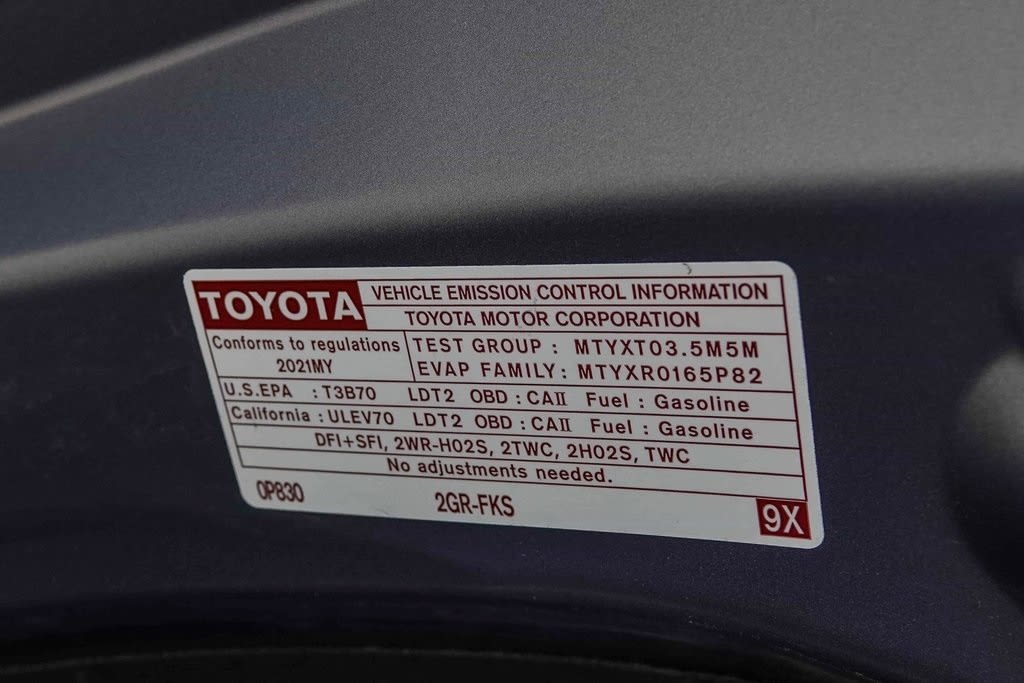 TOYOTA VEHICLE EMISSION CONTROL INFORMATION
TOYOTA MOTOR CORPORATION
Conforms to regulations
2021MY
TEST GROUP : MTYXT03.5M5M
EVAP FAMILY: MTYXR0165P82
U.S.EPA : T3B70 LDT2 OBD : CAⅡ Fuel : Gasoline
California : ULEV70 LDT2 OBD : CAⅡ Fuel : Gasoline
DFI+SFI, 2WR-HO2S, 2TWC, 2HO2S, TWC
No adjustments needed.
0P830 2GR-FKS 9X